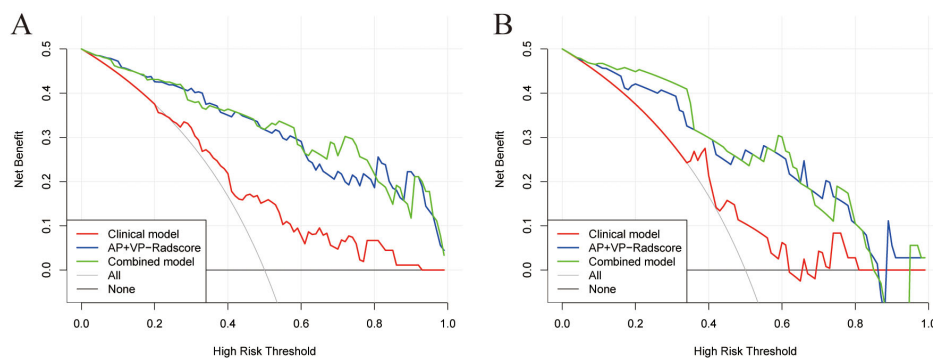 A
Net Benefit
0.5
0.4
0.3
0.2
0.1
0.0
Clinical model
AP+VP-Radscore
Combined model
All
None
0.0 0.2 0.4 0.6 0.8 1.0
High Risk Threshold
B
Net Benefit
0.5
0.4
0.3
0.2
0.1
0.0
Clinical model
AP+VP-Radscore
Combined model
All
None
0.0 0.2 0.4 0.6 0.8 1.0
High Risk Threshold